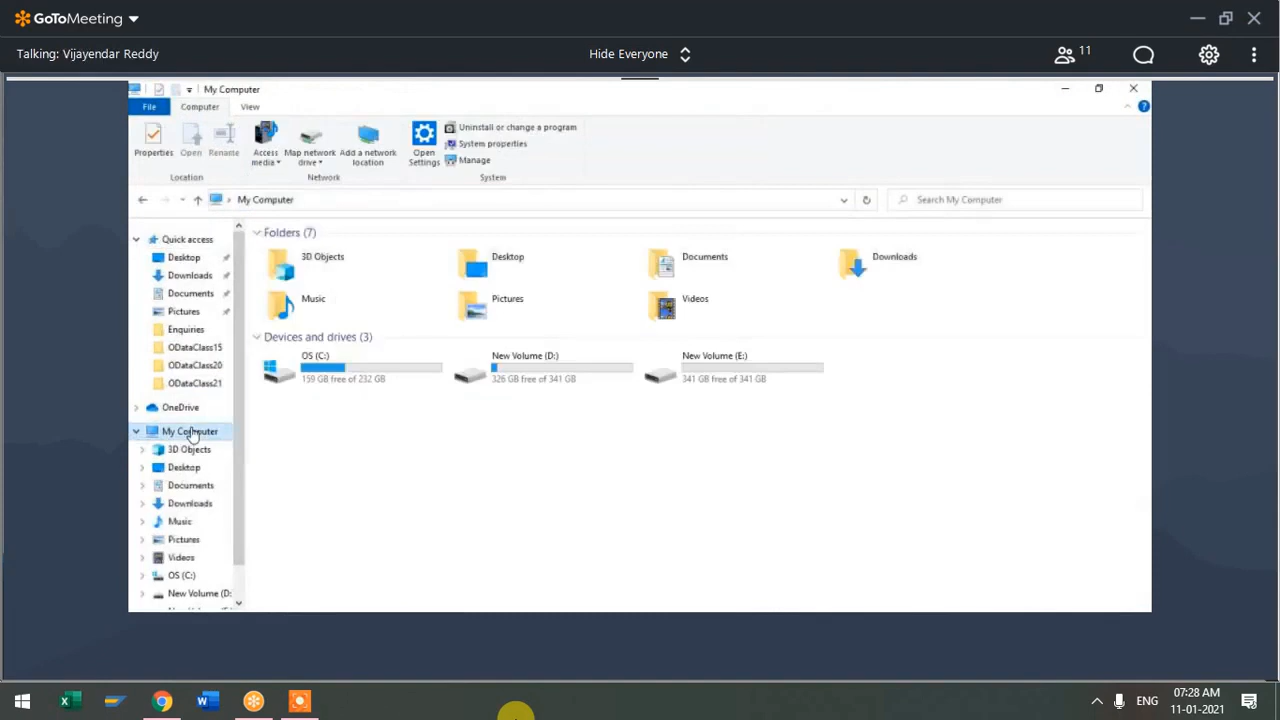 GoToMeeting
Talking: Vijayendar Reddy
Hide Everyone
11
My Computer
File
Computer
View
Properties
Open
Rename
Access media
Map network drive
Add a network location
Open Settings
Uninstall or change a program
System properties
Manage
Location
Network
System
My Computer
Search My Computer
Quick access
Desktop
Downloads
Documents
Pictures
Enquiries
ODataClass15
ODataClass20
ODataClass21
OneDrive
My Computer
3D Objects
Desktop
Documents
Downloads
Music
Pictures
Videos
OS (C:)
New Volume (D:
Folders (7)
3D Objects
Desktop
Documents
Downloads
Music
Pictures
Videos
Devices and drives (3)
OS (C:)
159 GB free of 232 GB
New Volume (D:)
326 GB free of 341 GB
New Volume (E:)
341 GB free of 341 GB
ENG
07:28 AM
11-01-2021